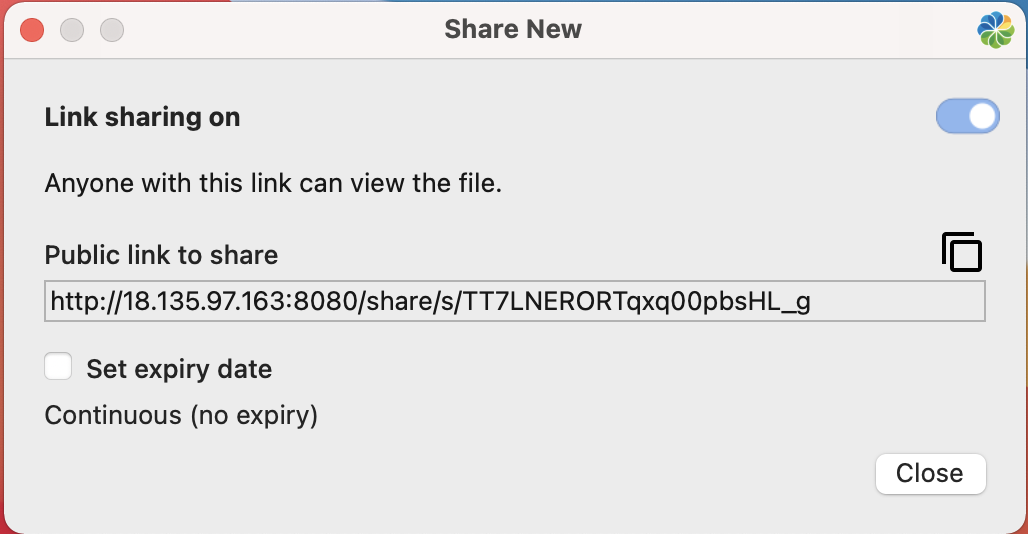 Share New
Link sharing on
Anyone with this link can view the file.
Public link to share
http://18.135.97.163:8080/share/s/TT7LNERORTqxq00pbsHL_g
Set expiry date
Continuous (no expiry)
Close